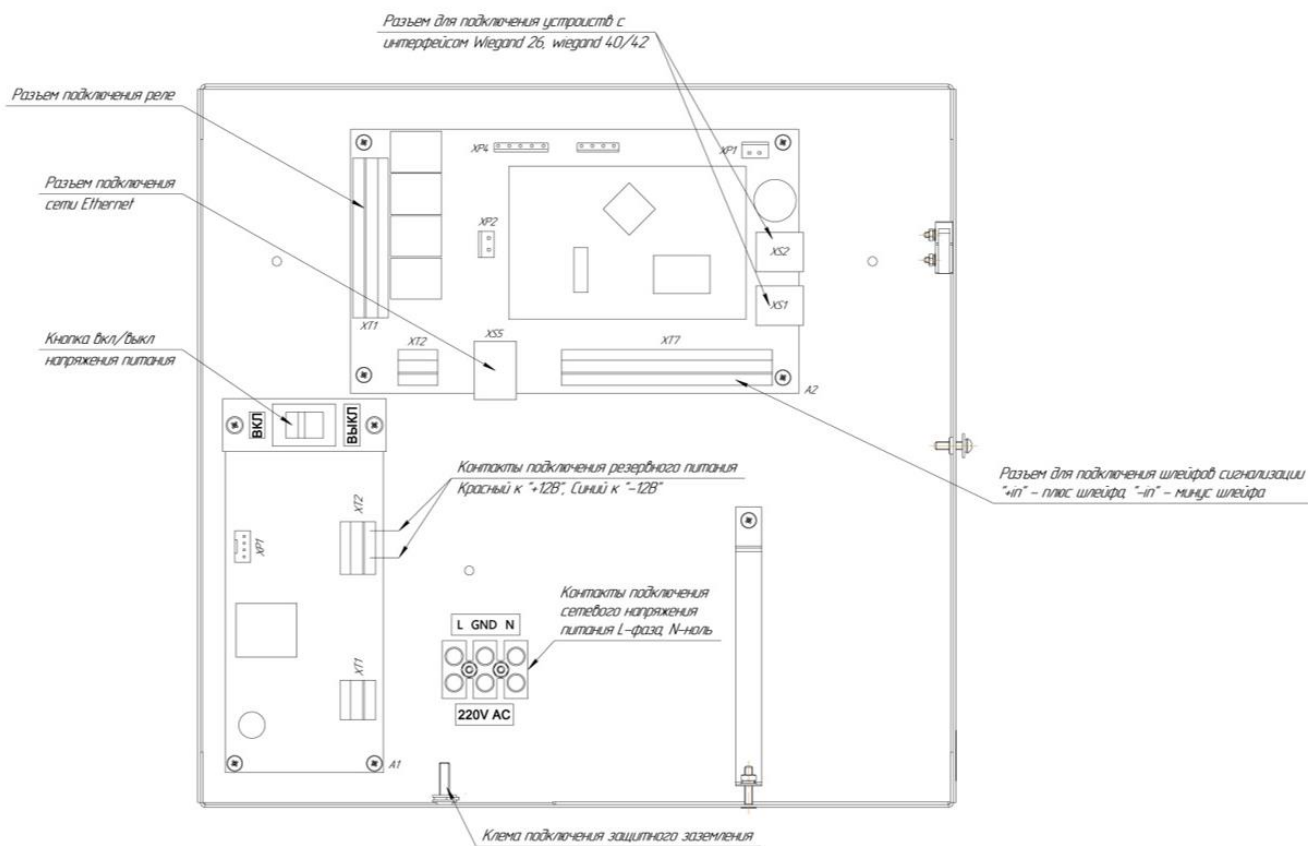 Разъем для подключения устройств с
интерфейсом Wiegand 26, wiegand 40/42
Разъем подключения реле
Разъем подключения
сети Ethernet
Кнопка вкл/выкл
напряжения питания
XP4
XP1
XP2
XS2
XS1
XT1
XT2
XS5
XT7
A2
ВКЛ
ВЫКЛ
Контакты подключения резервного питания
Красный к "+12В", Синий к "-12В"
Разъем для подключения шлейфов сигнализации
"+in" - плюс шлейфа, "-in" - минус шлейфа
XT2
XP1
Контакты подключения
сетевого напряжения
питания L-фаза, N-ноль
L GND N
220V AC
XT1
A1
Клема подключения защитного заземления